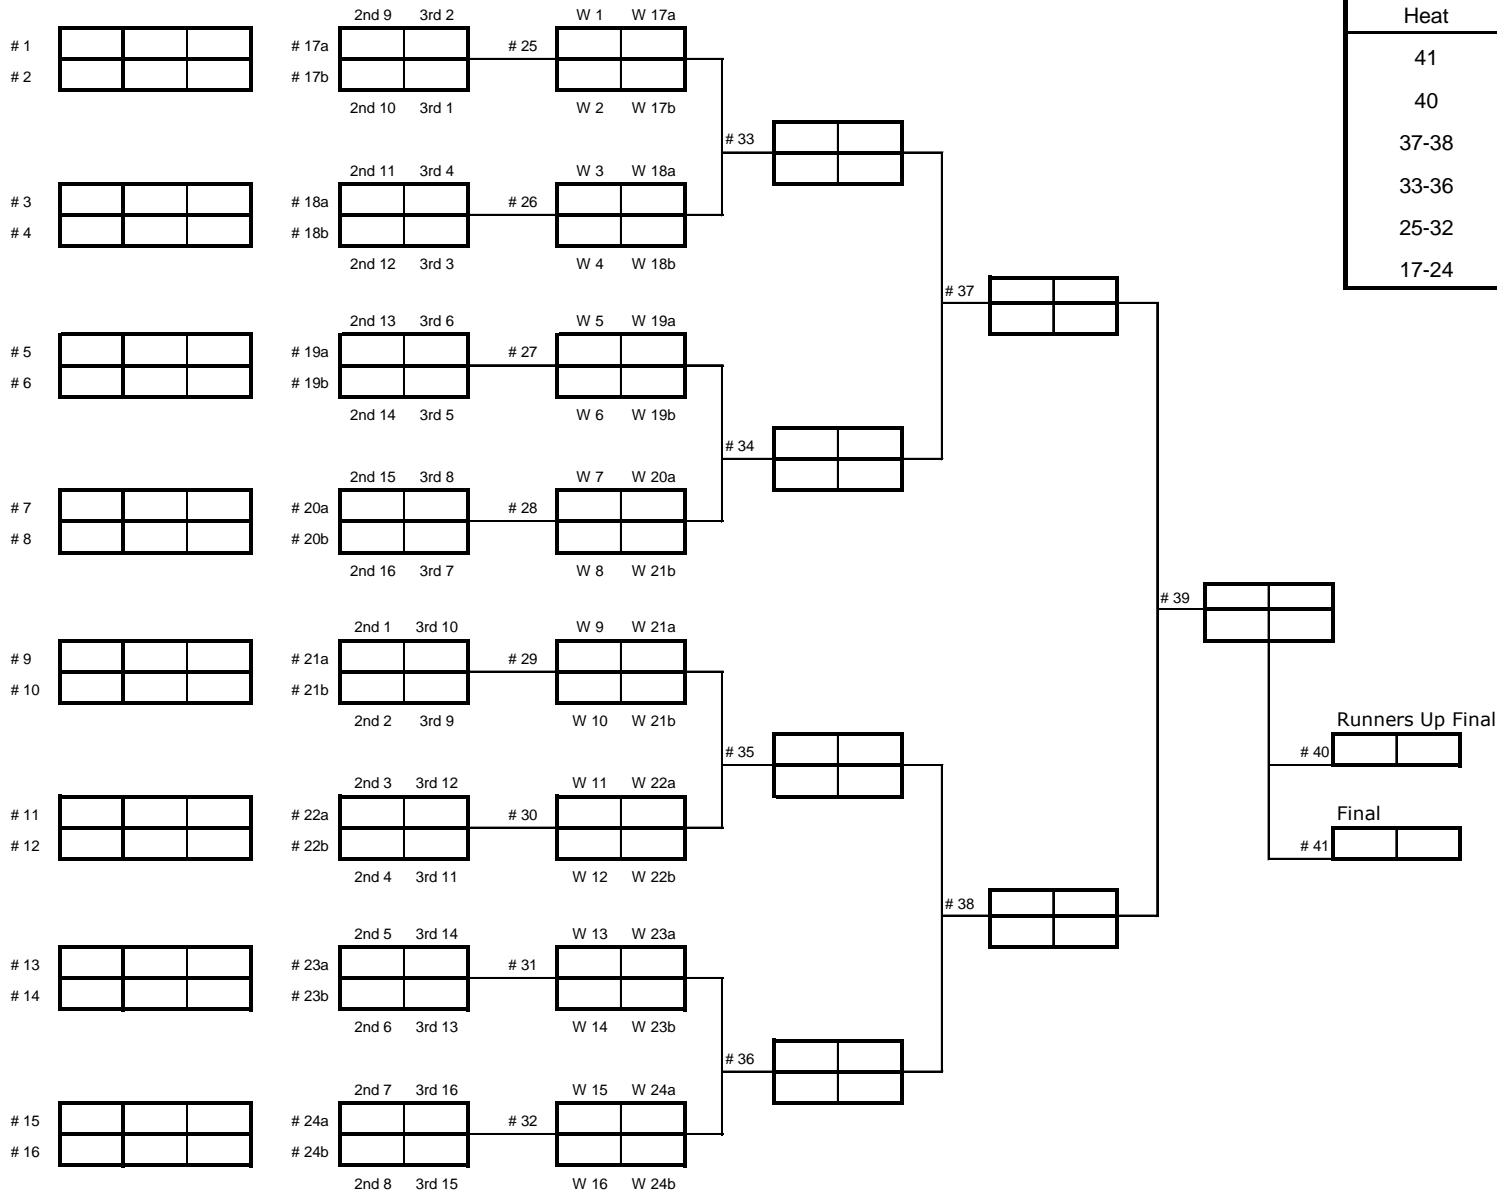 2nd 9 3rd 2 W 1 W 17a Heat
# 1 # 17a # 25
# 2 # 17b 41
2nd 10 3rd 1 W 2 W 17b 40
# 33 37-38
2nd 11 3rd 4 W 3 W 18a 33-36
# 3 # 18a # 26
# 4 # 18b 25-32
2nd 12 3rd 3 W 4 W 18b 17-24
# 37
2nd 13 3rd 6 W 5 W 19a
# 5 # 19a # 27
# 6 # 19b
2nd 14 3rd 5 W 6 W 19b
# 34
2nd 15 3rd 8 W 7 W 20a
# 7 # 20a # 28
# 8 # 20b
2nd 16 3rd 7 W 8 W 21b
# 39
2nd 1 3rd 10 W 9 W 21a
# 9 # 21a # 29
# 10 # 21b
2nd 2 3rd 9 W 10 W 21b Runners Up Final
# 35 # 40
2nd 3 3rd 12 W 11 W 22a
# 11 # 22a # 30 Final
# 12 # 22b # 41
2nd 4 3rd 11 W 12 W 22b
# 38
2nd 5 3rd 14 W 13 W 23a
# 13 # 23a # 31
# 14 # 23b
2nd 6 3rd 13 W 14 W 23b
# 36
2nd 7 3rd 16 W 15 W 24a
# 15 # 24a # 32
# 16 # 24b
2nd 8 3rd 15 W 16 W 24b